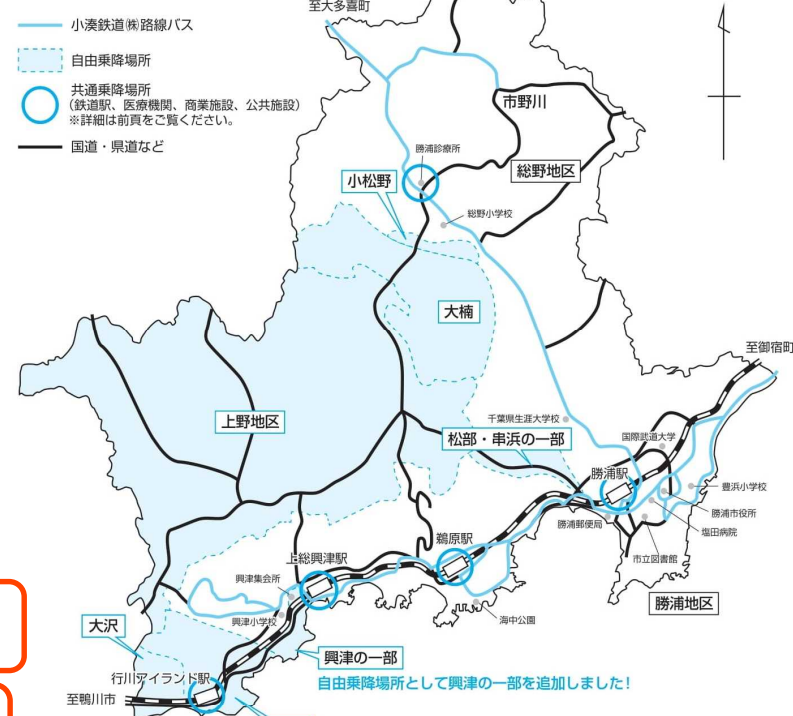 至大多喜町
小湊鉄道㈱路線バス
自由乗降場所
共通乗降場所
(鉄道駅、医療機関、商業施設、公共施設)
※詳細は前頁をご覧ください。
国道・県道など
市野川
勝浦診療所
総野地区
小松野
総野小学校
大楠
至御宿町
上野地区
千葉県生涯大学校
松部・串浜の一部
国際武道大学
勝浦駅
豊浜小学校
勝浦市役所
勝浦郵便局
塩田病院
鵜原駅
市立図書館
上総興津駅
興津集会所
勝浦地区
興津小学校
海中公園
大沢
興津の一部
行川アイランド駅
自由乗降場所として興津の一部を追加しました!
至鴨川市